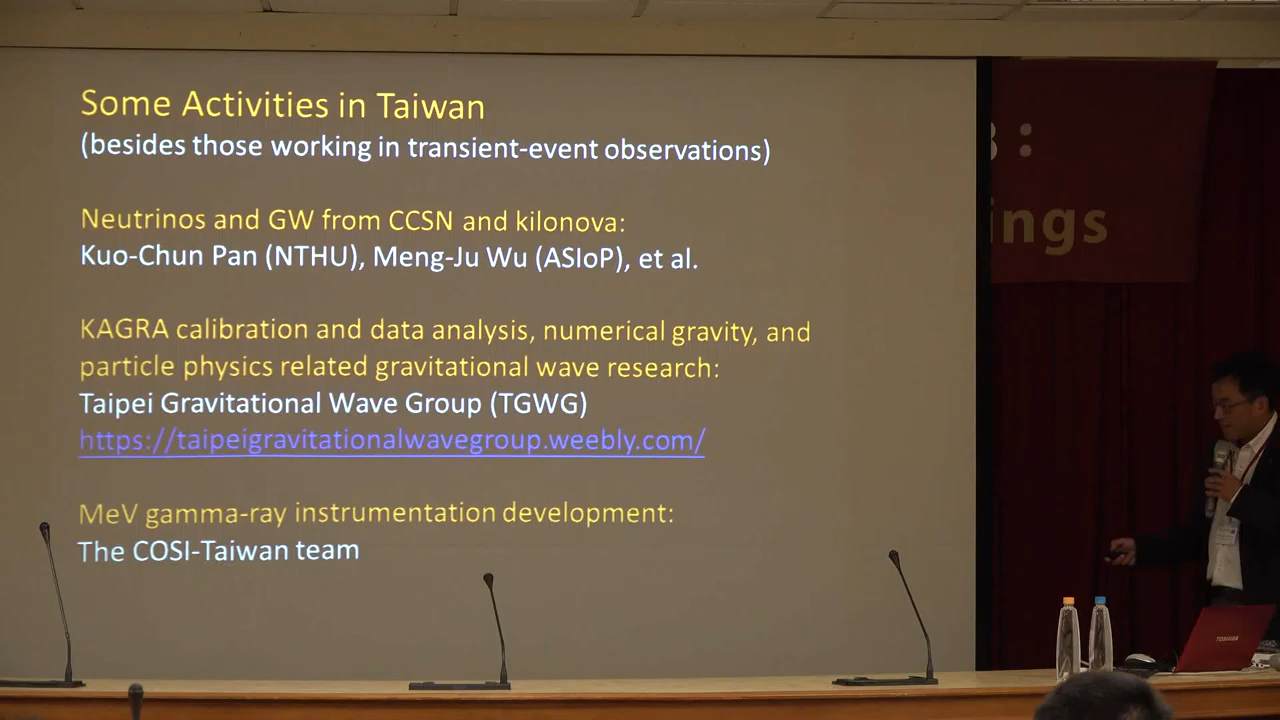 Some Activities in Taiwan
(besides those working in transient-event observations)
Neutrinos and GW from CCSN and kilonova:
Kuo-Chun Pan (NTHU), Meng-Ju Wu (ASIoP), et al.
KAGRA calibration and data analysis, numerical gravity, and
particle physics related gravitational wave research:
Taipei Gravitational Wave Group (TGWG)
https://taipeigravitationalwavegroup.weebly.com/
MeV gamma-ray instrumentation development:
The COSI-Taiwan team
:
ings
TOSHIBA